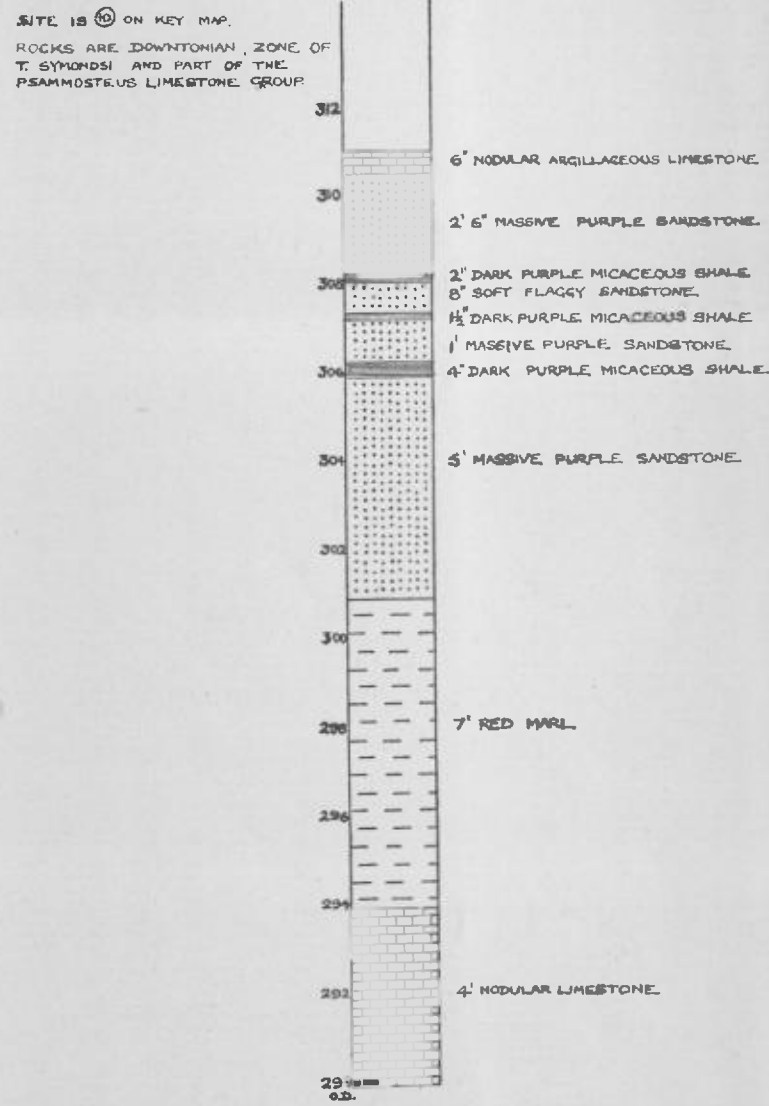 SITE IS 40 ON KEY MAP.
ROCKS ARE DOWNTONIAN, ZONE OF
T. SYMONDSI AND PART OF THE
PSAMMOSTEUS LIMESTONE GROUP.
312
6" NODULAR ARGILLACEOUS LIMESTONE
310
2' 6" MASSIVE PURPLE SANDSTONE
2" DARK PURPLE MICACEOUS SHALE
308
8" SOFT FLAGGY SANDSTONE
1½" DARK PURPLE MICACEOUS SHALE
1' MASSIVE PURPLE SANDSTONE
306
4" DARK PURPLE MICACEOUS SHALE
304
5' MASSIVE PURPLE SANDSTONE
302
300
298
7' RED MARL
296
294
292
4' NODULAR LIMESTONE
29
O.D.